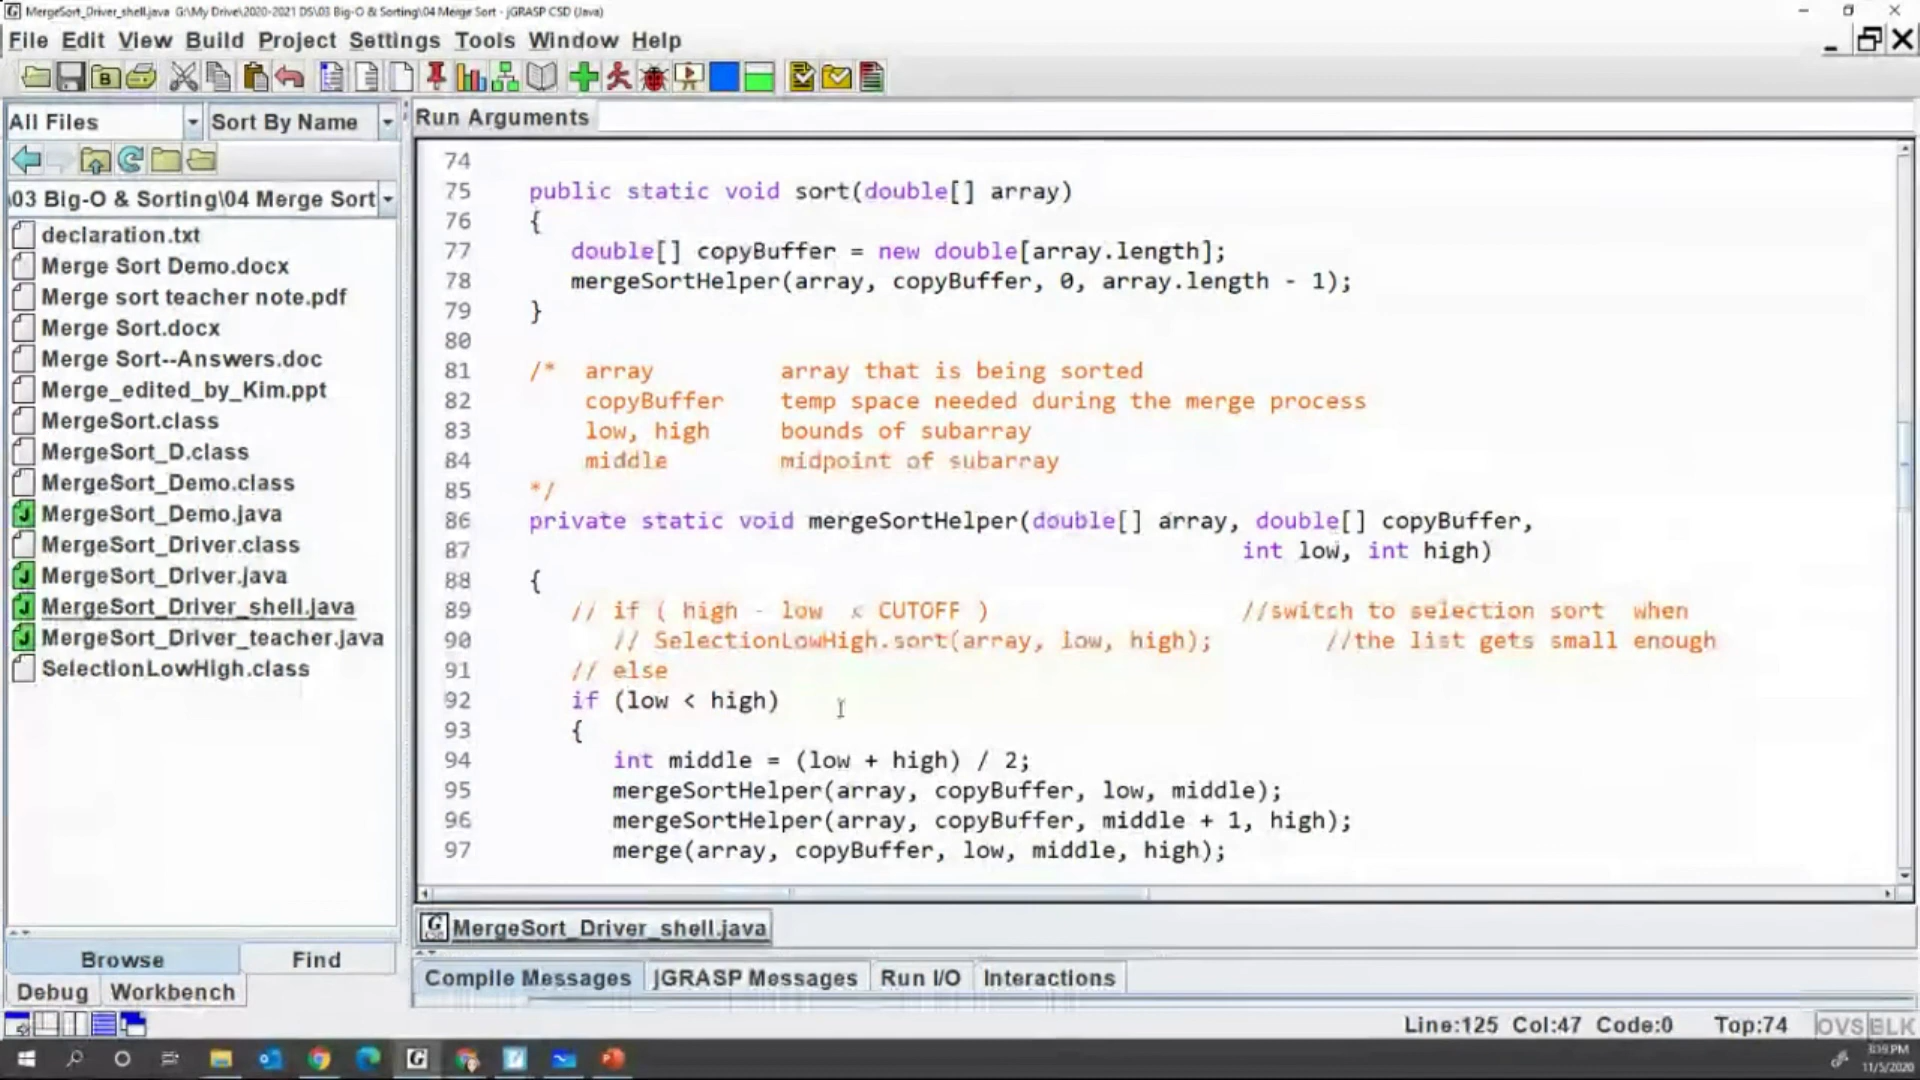 MergeSort_Driver_shell.java G:\My Drive\2020-2021 DS\03 Big-O & Sorting\04 Merge Sort - jGRASP CSD (Java)
File Edit View Build Project Settings Tools Window Help
All Files Sort By Name
\03 Big-O & Sorting\04 Merge Sort
declaration.txt
Merge Sort Demo.docx
Merge sort teacher note.pdf
Merge Sort.docx
Merge Sort--Answers.doc
Merge_edited_by_Kim.ppt
MergeSort.class
MergeSort_D.class
MergeSort_Demo.class
MergeSort_Demo.java
MergeSort_Driver.class
MergeSort_Driver.java
MergeSort_Driver_shell.java
MergeSort_Driver_teacher.java
SelectionLowHigh.class
Browse Find
Debug Workbench
Run Arguments
74
75 public static void sort(double[] array)
76 {
77 double[] copyBuffer = new double[array.length];
78 mergeSortHelper(array, copyBuffer, 0, array.length - 1);
79 }
80
81 /* array array that is being sorted
82 copyBuffer temp space needed during the merge process
83 low, high bounds of subarray
84 middle midpoint of subarray
85 */
86 private static void mergeSortHelper(double[] array, double[] copyBuffer,
87 int low, int high)
88 {
89 // if ( high - low < CUTOFF ) //switch to selection sort when
90 // SelectionLowHigh.sort(array, low, high); //the list gets small enough
91 // else
92 if (low < high)
93 {
94 int middle = (low + high) / 2;
95 mergeSortHelper(array, copyBuffer, low, middle);
96 mergeSortHelper(array, copyBuffer, middle + 1, high);
97 merge(array, copyBuffer, low, middle, high);
MergeSort_Driver_shell.java
Compile Messages jGRASP Messages Run I/O Interactions
Line:125 Col:47 Code:0 Top:74 OVS BLK
11/5/2020